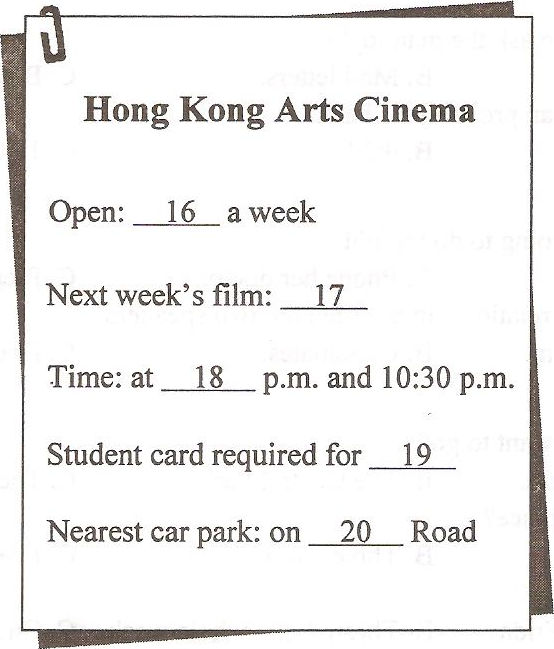 Hong Kong Arts Cinema
Open: 16 a week
Next week's film: 17
Time: at 18 p.m. and 10:30 p.m.
Student card required for 19
Nearest car park: on 20 Road